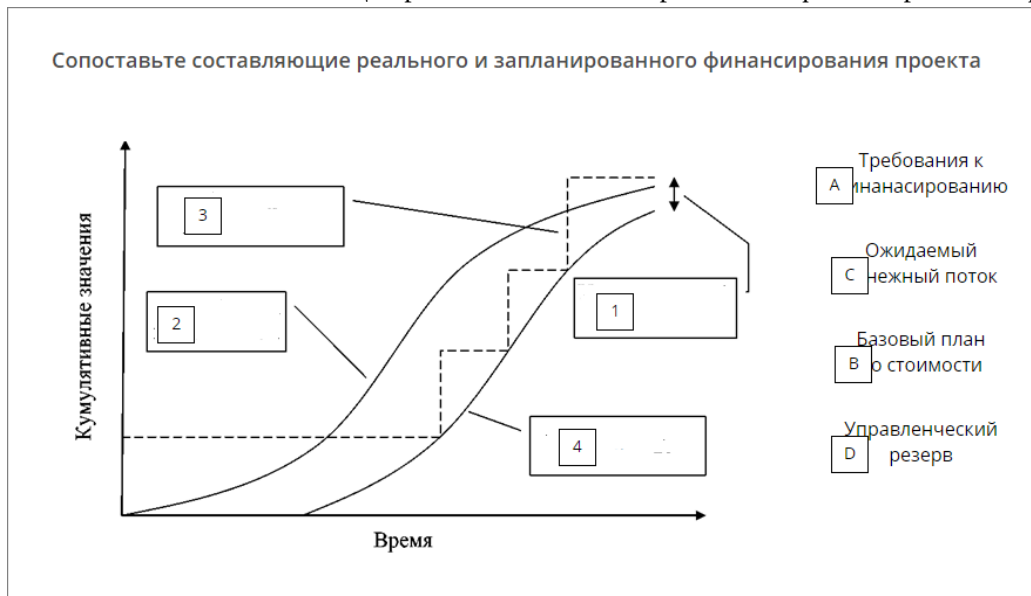 Сопоставьте составляющие реального и запланированного финансирования проекта
Кумулятивные значения
3
2
1
4
Время
A
Требования к
инанасированию
C
Ожидаемый
нежный поток
B
Базовый план
о стоимости
D
Управленческий
резерв